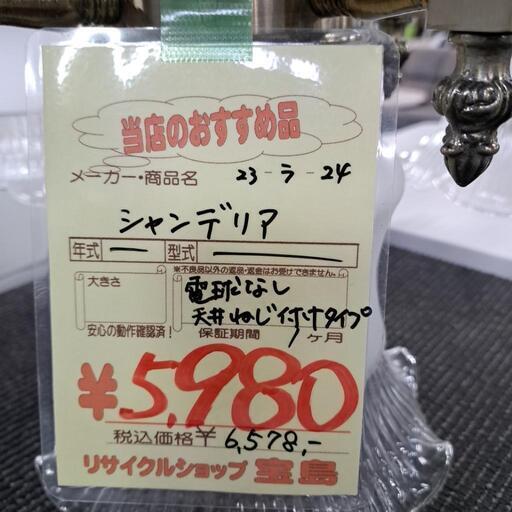 当店のおすすめ品
メーカー・商品名 23-ラ-24
シャンデリア
年式 ー 型式 ー
※不良品以外の返品・返金はお受けできません。
大きさ 電球なし
天井ねじ付けタイプ
安心の動作確認済! 保証期間 1ヶ月
¥5,980
税込価格¥6,578,-
リサイクルショップ 宝島